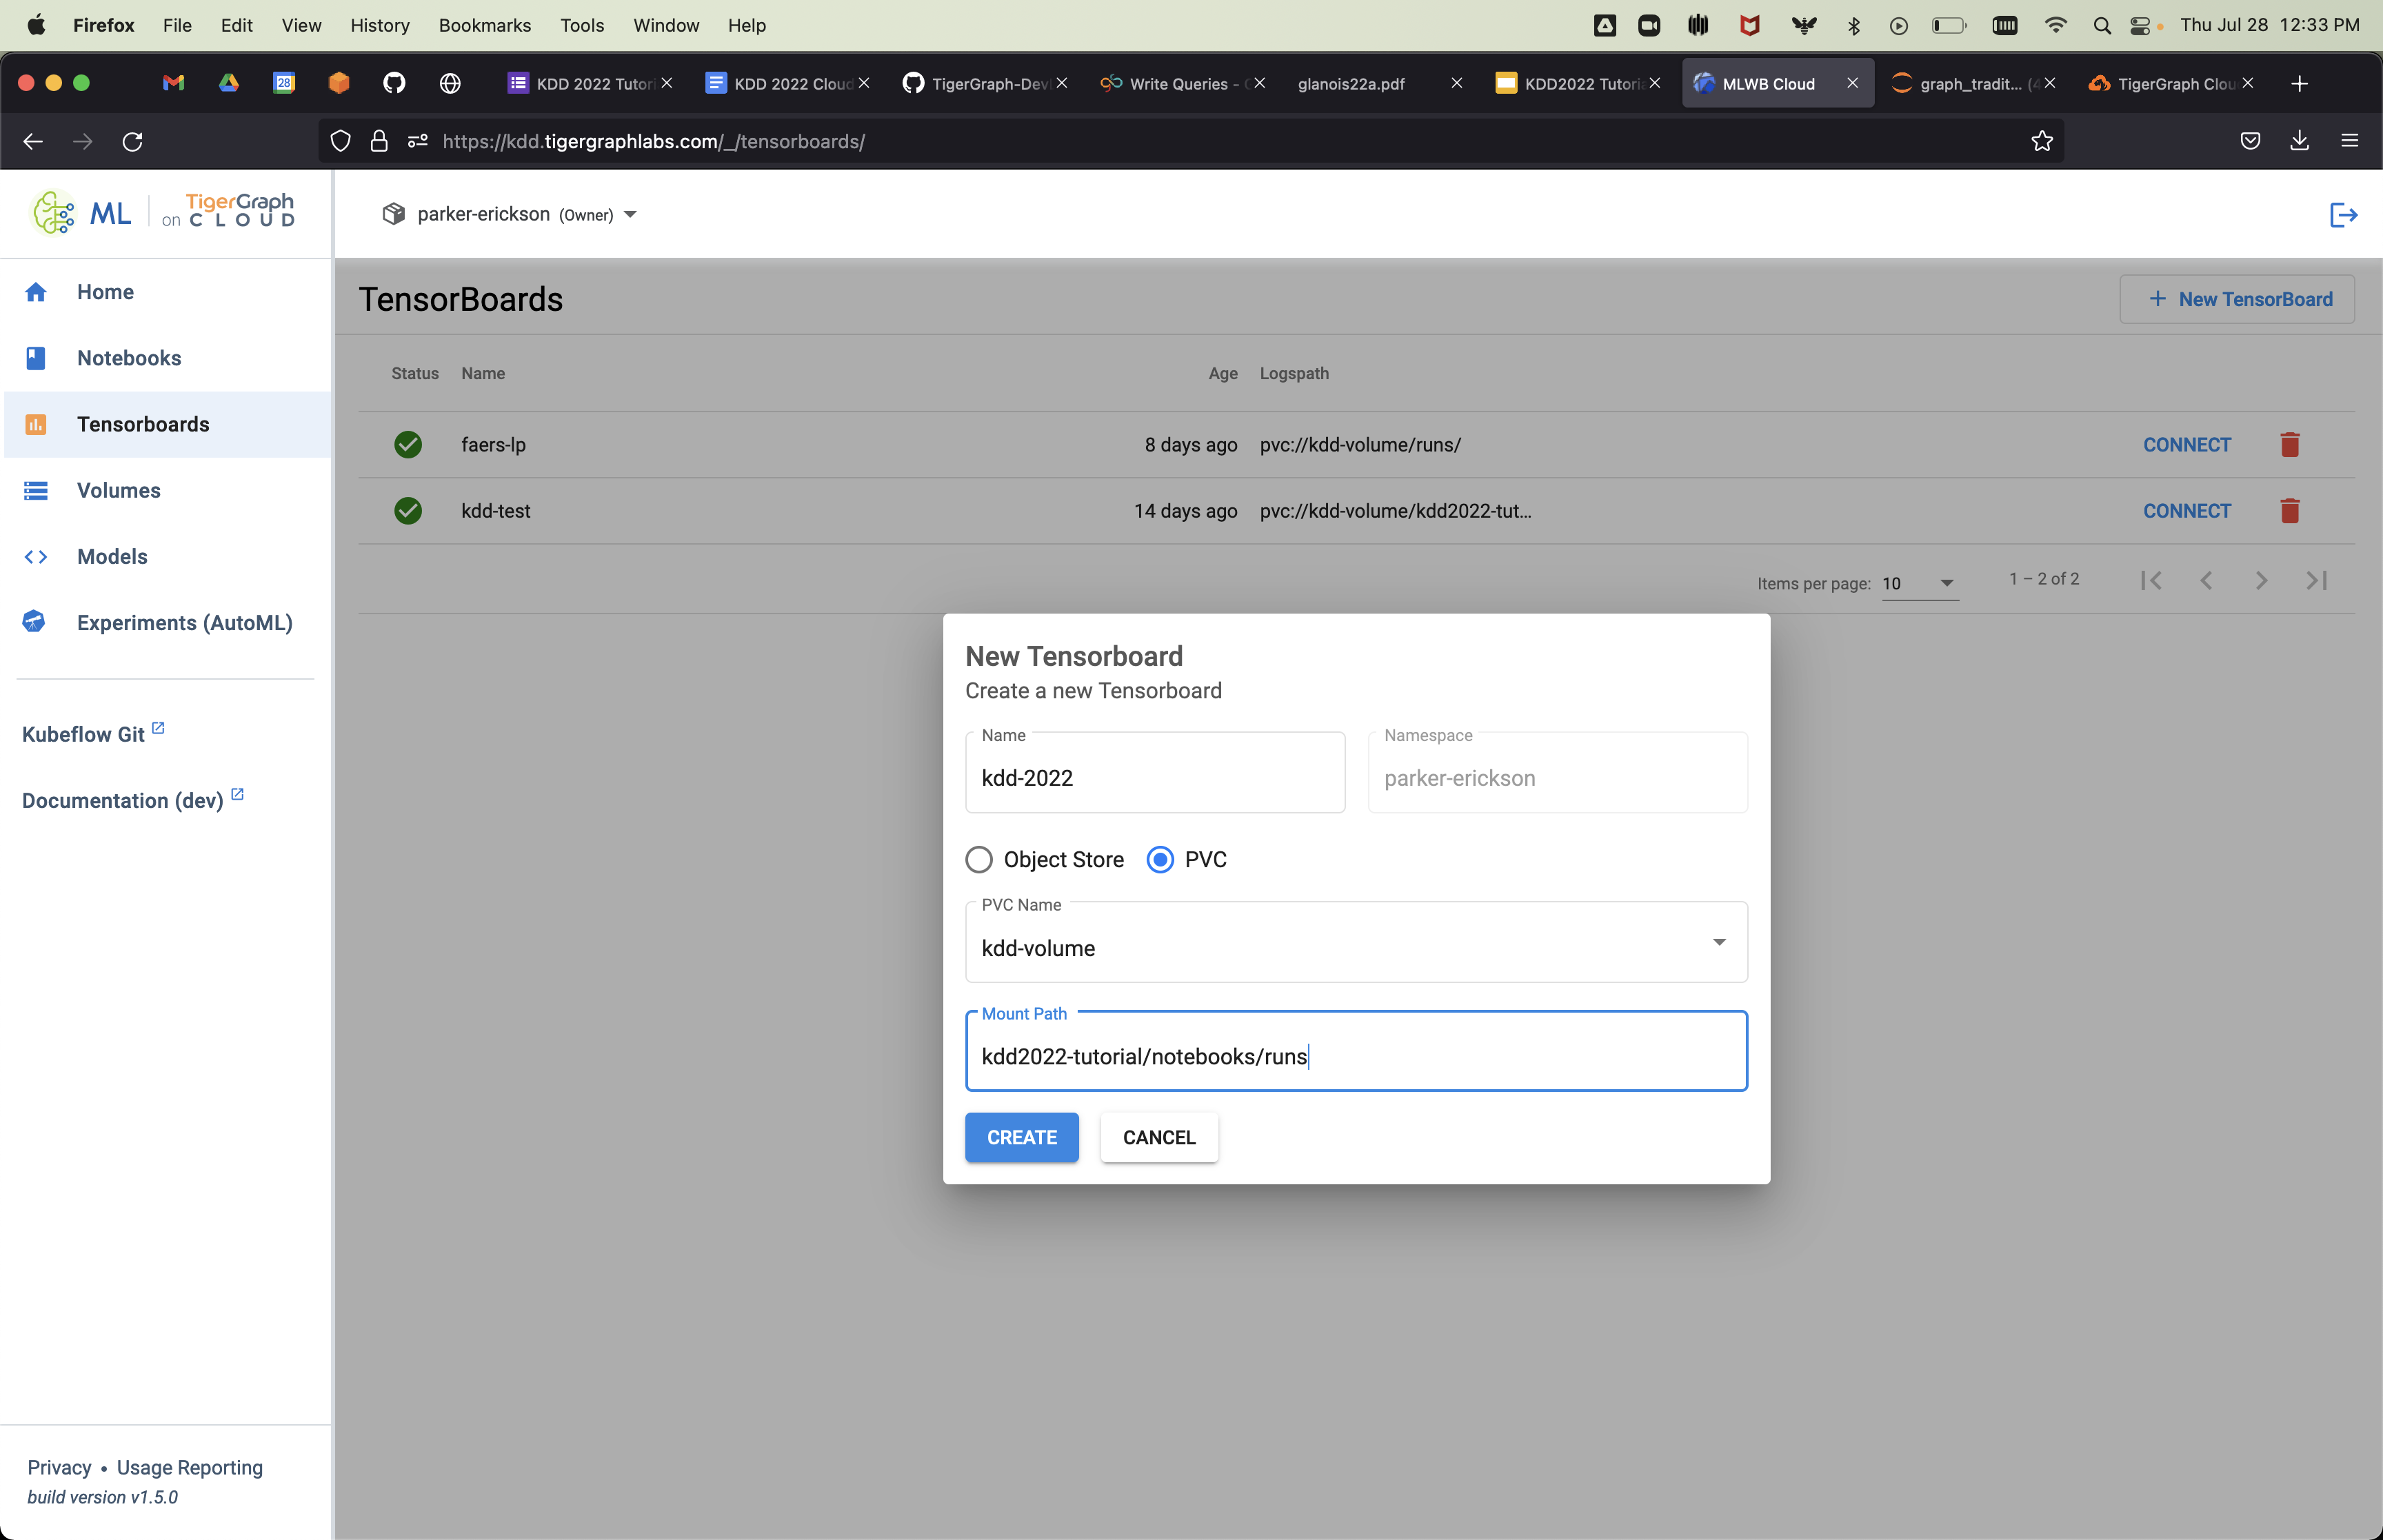 Firefox File Edit View History Bookmarks Tools Window Help Thu Jul 28 12:33 PM
28 KDD 2022 Tutori KDD 2022 Cloud TigerGraph-Dev Write Queries - glanois22a.pdf KDD2022 Tutoria MLWB Cloud graph_tradit... (4 TigerGraph Clou
https://kdd.tigergraphlabs.com/_/tensorboards/
ML on TigerGraph CLOUD
parker-erickson (Owner)
Home
Notebooks
Tensorboards
Volumes
Models
Experiments (AutoML)
Kubeflow Git
Documentation (dev)
Privacy • Usage Reporting
build version v1.5.0
TensorBoards
+ New TensorBoard
Status Name Age Logspath
faers-lp 8 days ago pvc://kdd-volume/runs/ CONNECT
kdd-test 14 days ago pvc://kdd-volume/kdd2022-tut... CONNECT
Items per page: 10 1 – 2 of 2
New Tensorboard
Create a new Tensorboard
Name
kdd-2022
Namespace
parker-erickson
Object Store PVC
PVC Name
kdd-volume
Mount Path
kdd2022-tutorial/notebooks/runs
CREATE CANCEL